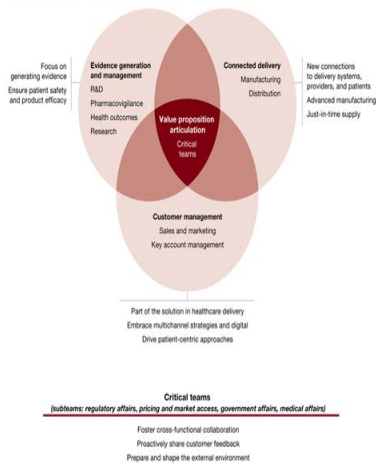 Focus on
generating evidence
Ensure patient safety
and product efficacy
Evidence generation
and management
R&D
Pharmacovigilance
Health outcomes
Research
Value proposition
articulation
Critical
teams
Connected delivery
Manufacturing
Distribution
New connections
to delivery systems,
providers, and patients
Advanced manufacturing
Just-in-time supply
Customer management
Sales and marketing
Key account management
Part of the solution in healthcare delivery
Embrace multichannel strategies and digital
Drive patient-centric approaches
Critical teams
(subteams: regulatory affairs, pricing and market access, government affairs, medical affairs)
Foster cross-functional collaboration
Proactively share customer feedback
Prepare and shape the external environment